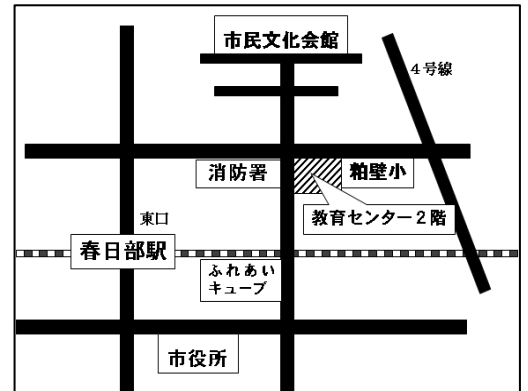 市民文化会館
4号線
消防署
粕壁小
教育センター2階
東口
春日部駅
ふれあい
キューブ
市役所